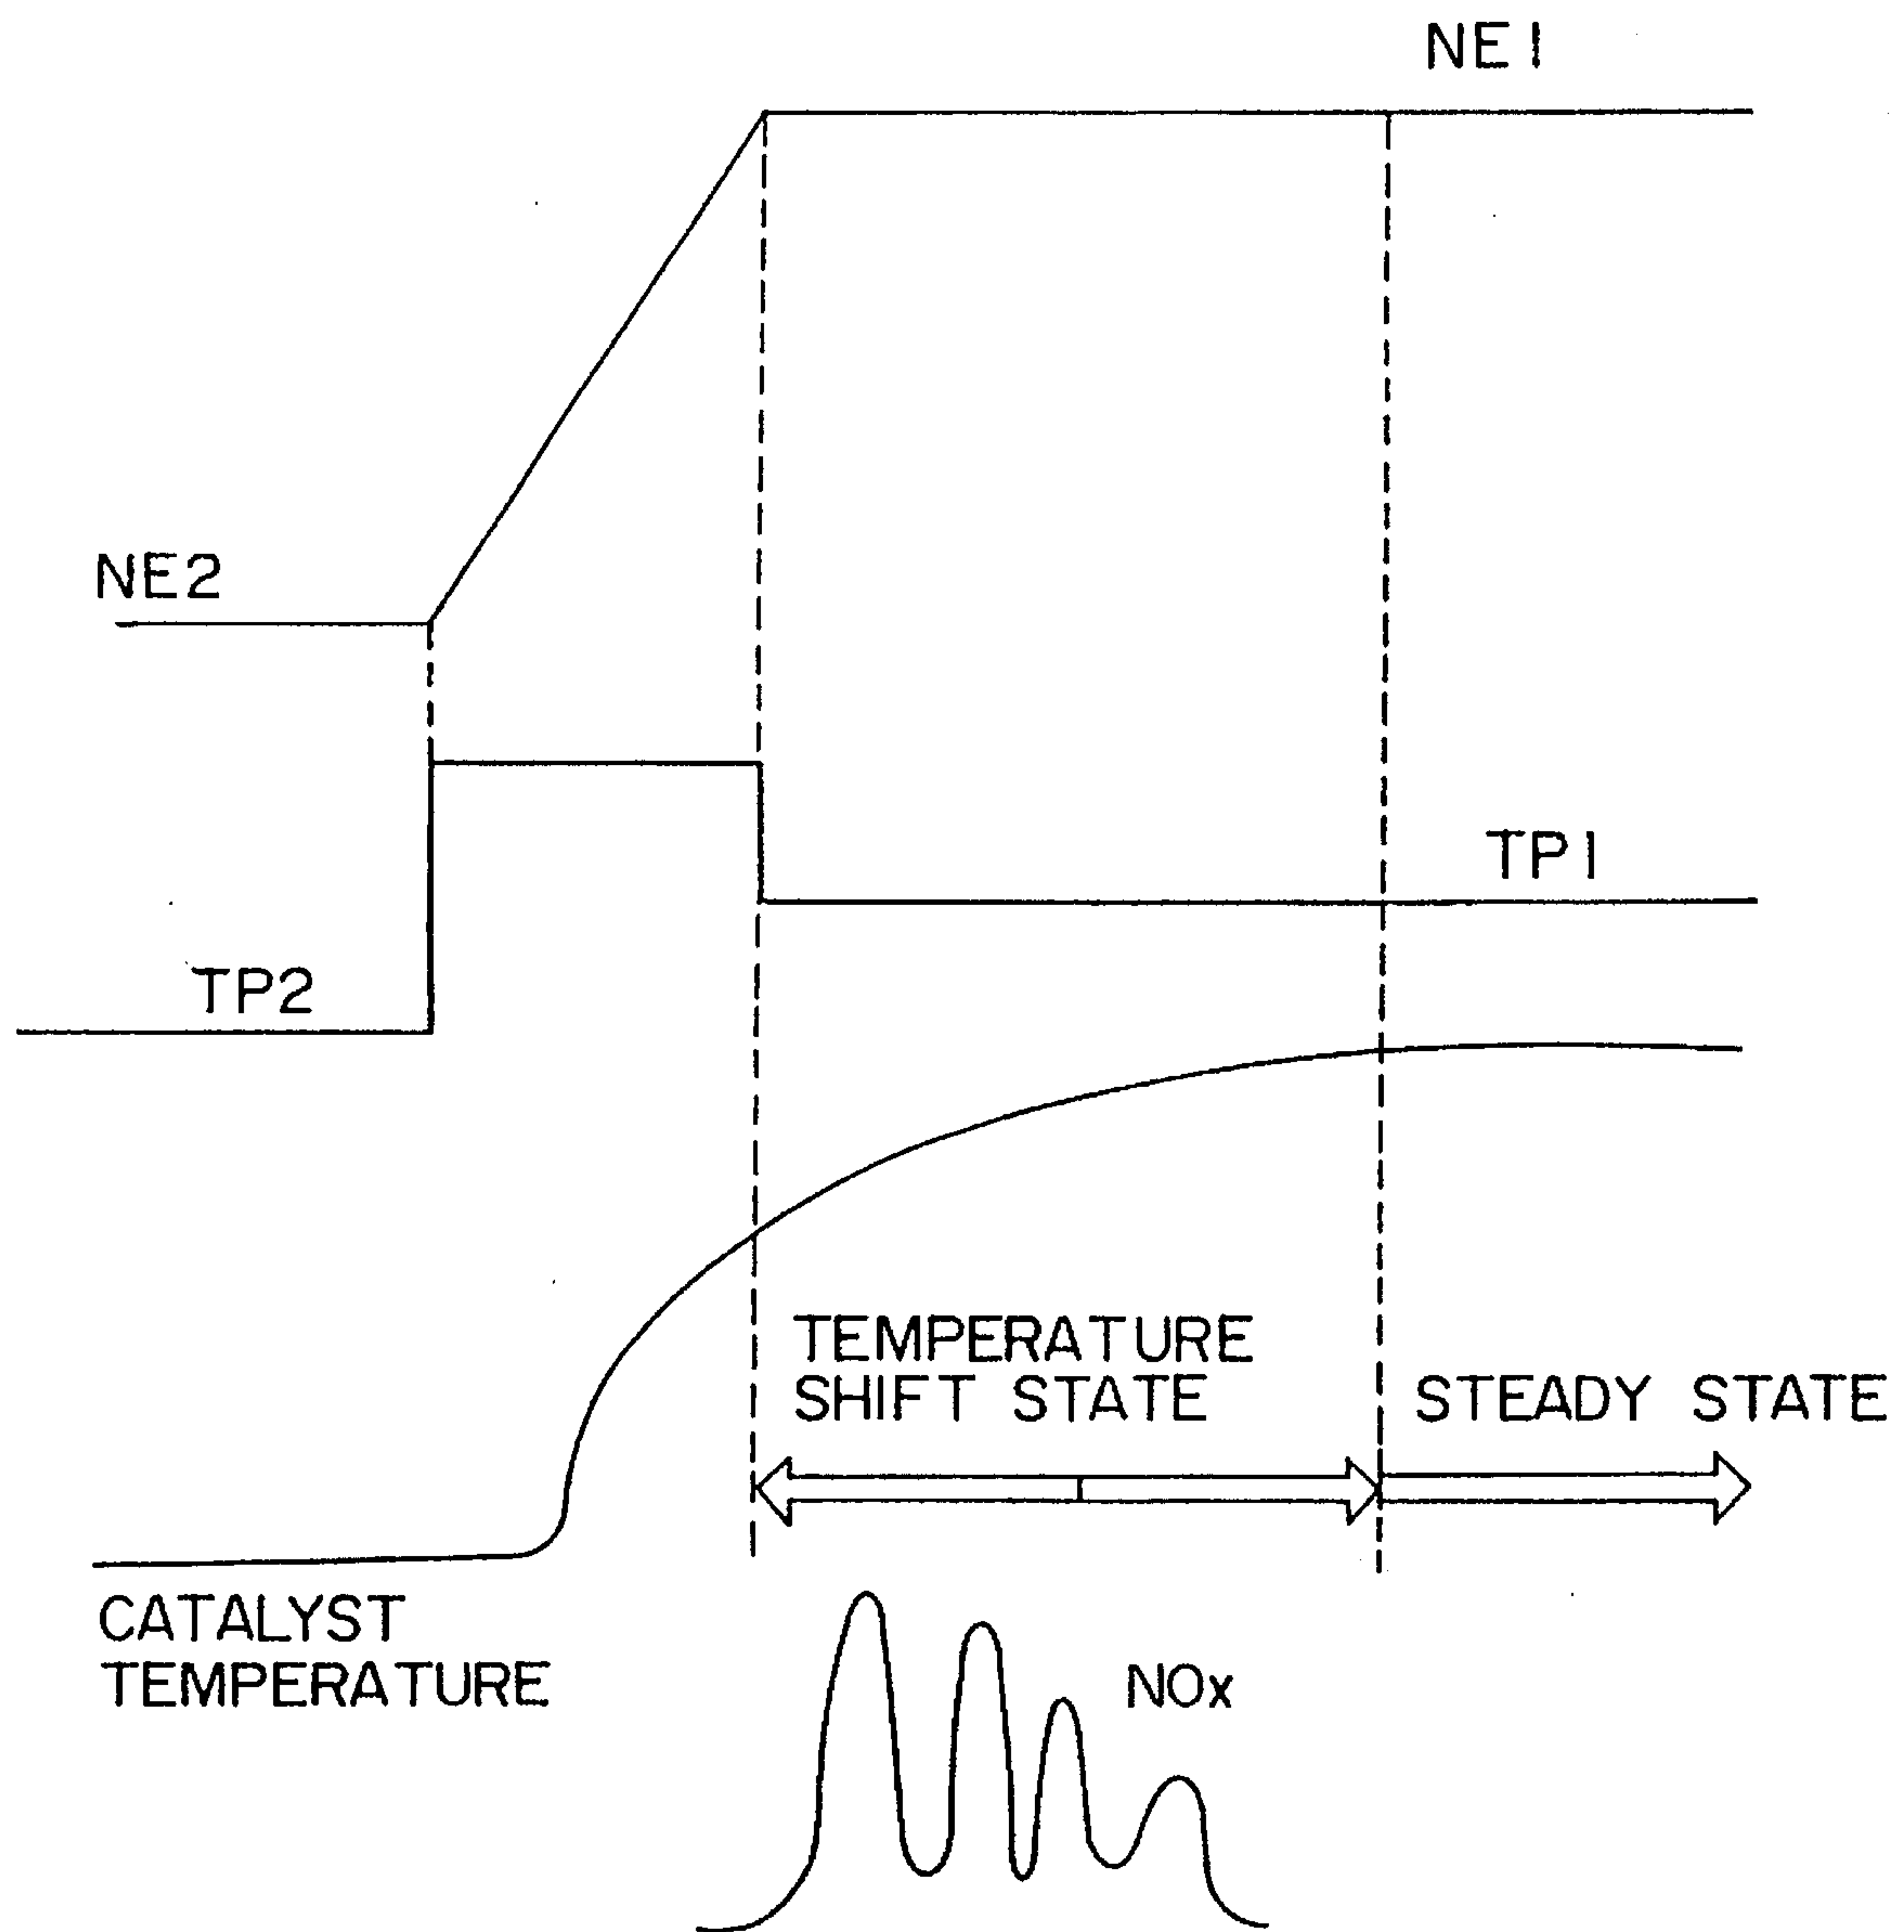 NE1
NE2
TP1
TP2
TEMPERATURE
SHIFT STATE
STEADY STATE
CATALYST
TEMPERATURE
NOx